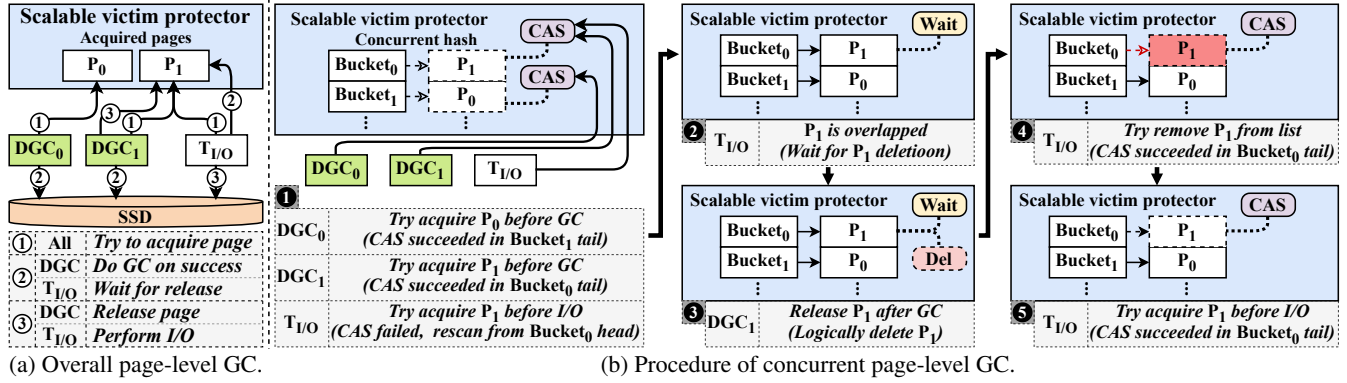 Scalable victim protector
Acquired pages
P0
P1
1
3
1
1
2
DGC0
DGC1
TI/O
2
2
3
SSD
1 All Try to acquire page
2 DGC Do GC on success
TI/O Wait for release
3 DGC Release page
TI/O Perform I/O
(a) Overall page-level GC.
Scalable victim protector
Concurrent hash
CAS
Bucket0
P1
CAS
Bucket1
P0
DGC0
DGC1
TI/O
1
DGC0 Try acquire P0 before GC
(CAS succeeded in Bucket1 tail)
DGC1 Try acquire P1 before GC
(CAS succeeded in Bucket0 tail)
TI/O Try acquire P1 before I/O
(CAS failed, rescan from Bucket0 head)
Scalable victim protector
Wait
Bucket0
P1
Bucket1
P0
2 TI/O P1 is overlapped
(Wait for P1 deletioon)
Scalable victim protector
Wait
Bucket0
P1
Del
Bucket1
P0
3 DGC1 Release P1 after GC
(Logically delete P1)
Scalable victim protector
CAS
Bucket0
P1
Bucket1
P0
4 TI/O Try remove P1 from list
(CAS succeeded in Bucket0 tail)
Scalable victim protector
CAS
Bucket0
P1
Bucket1
P0
5 TI/O Try acquire P1 before I/O
(CAS succeeded in Bucket0 tail)
(b) Procedure of concurrent page-level GC.